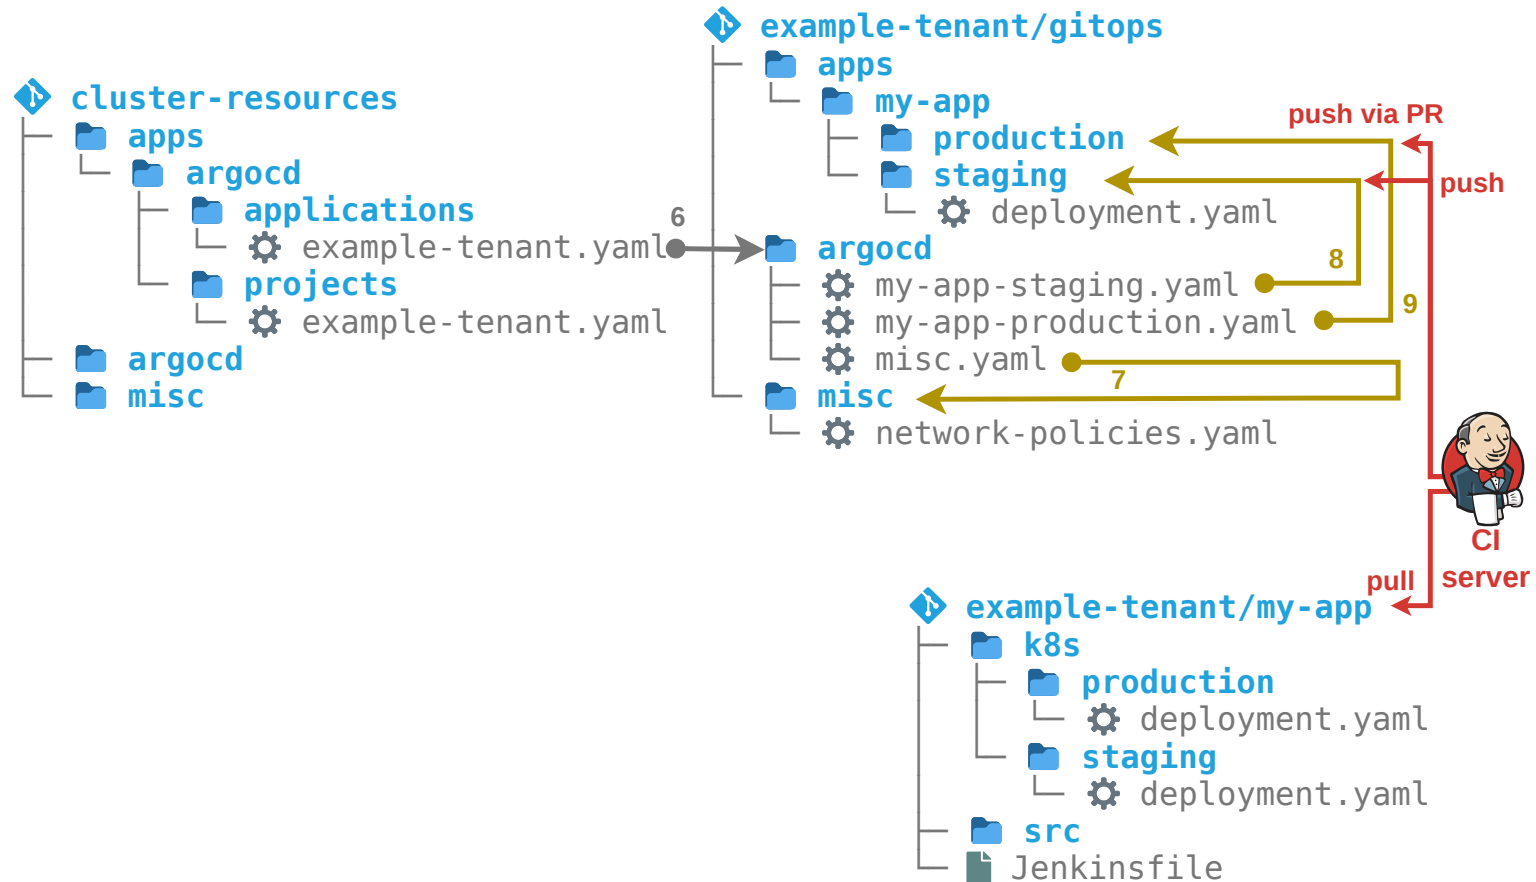 cluster-resources
apps
argocd
applications
example-tenant.yaml
projects
example-tenant.yaml
argocd
misc
6
example-tenant/gitops
apps
my-app
production
staging
deployment.yaml
argocd
my-app-staging.yaml
my-app-production.yaml
misc.yaml
misc
network-policies.yaml
8
9
7
push via PR
push
CI
server
pull
example-tenant/my-app
k8s
production
deployment.yaml
staging
deployment.yaml
src
Jenkinsfile